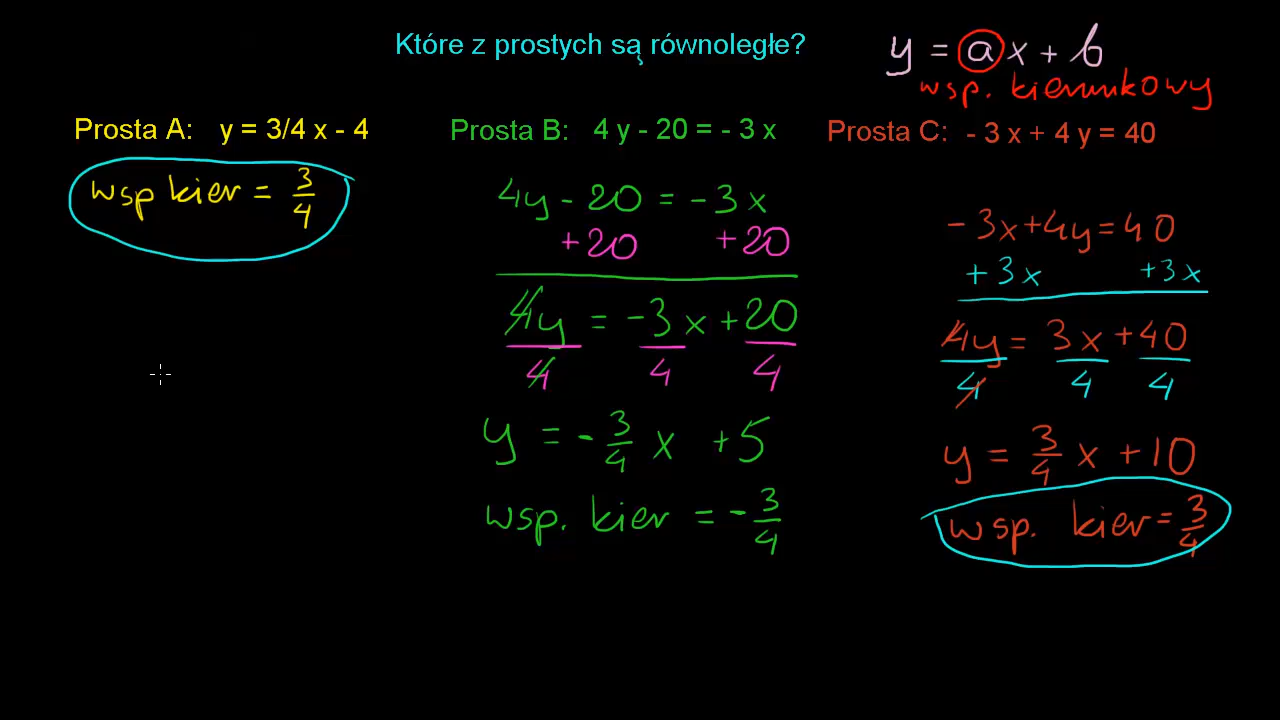 Które z prostych są równoległe?
y = a x + b
wsp. kierunkowy
Prosta A: y = 3/4 x - 4
wsp kier = 3/4
Prosta B: 4 y - 20 = - 3 x
4y - 20 = -3x
+20 +20
4y = -3x + 20
4 4 4
y = - 3/4 x + 5
wsp. kier = - 3/4
Prosta C: - 3 x + 4 y = 40
-3x + 4y = 40
+3x +3x
4y = 3x + 40
4 4 4
y = 3/4 x + 10
wsp. kier = 3/4